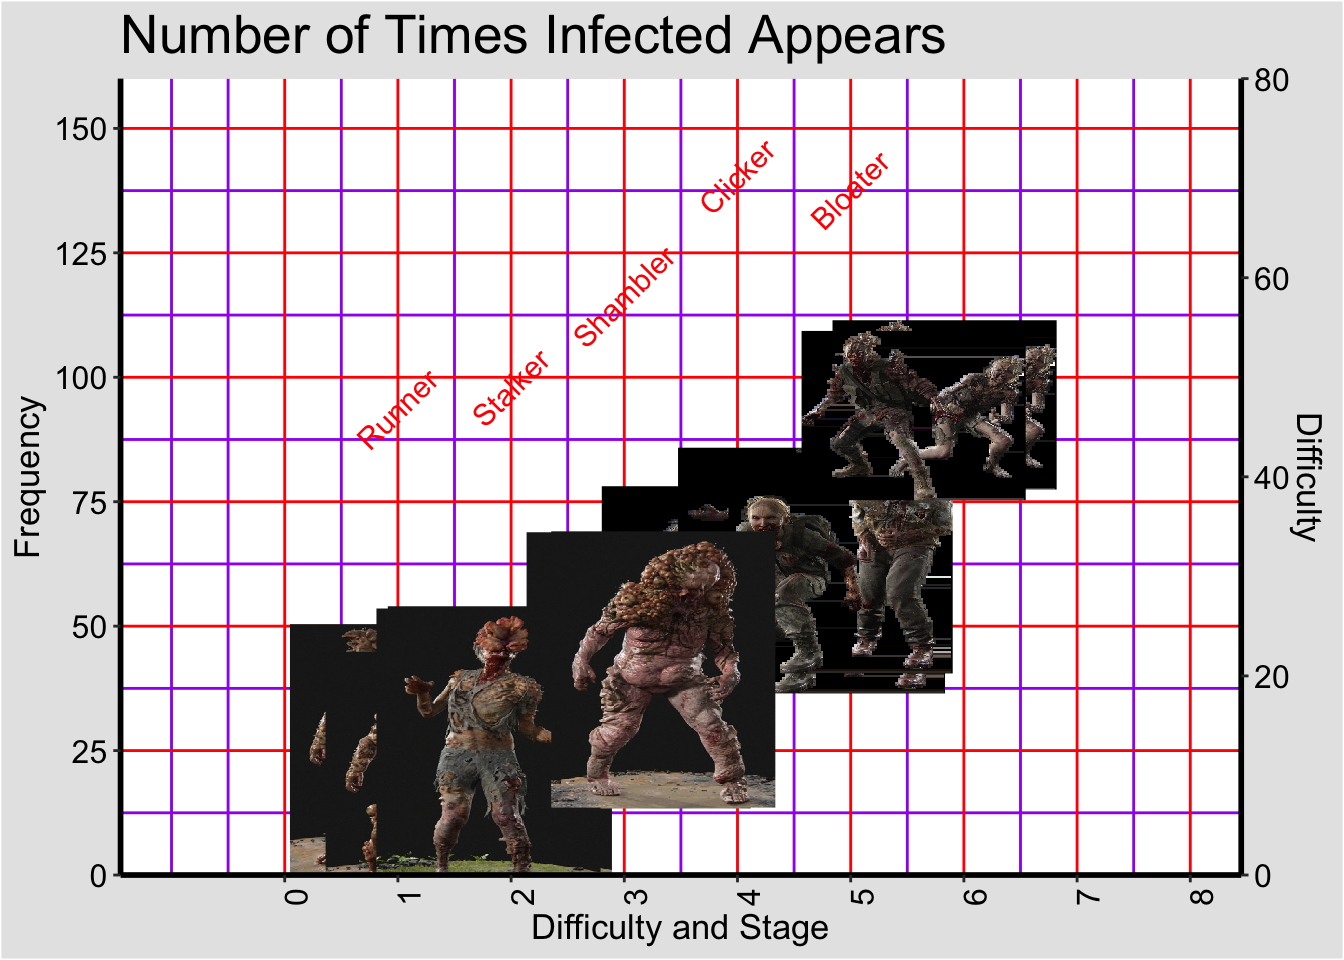 Number of Times Infected Appears
150
125
100
75
50
25
0
Frequency
80
60
40
20
0
Difficulty
Runner
Stalker
Shambler
Clicker
Bloater
0 1 2 3 4 5 6 7 8
Difficulty and Stage